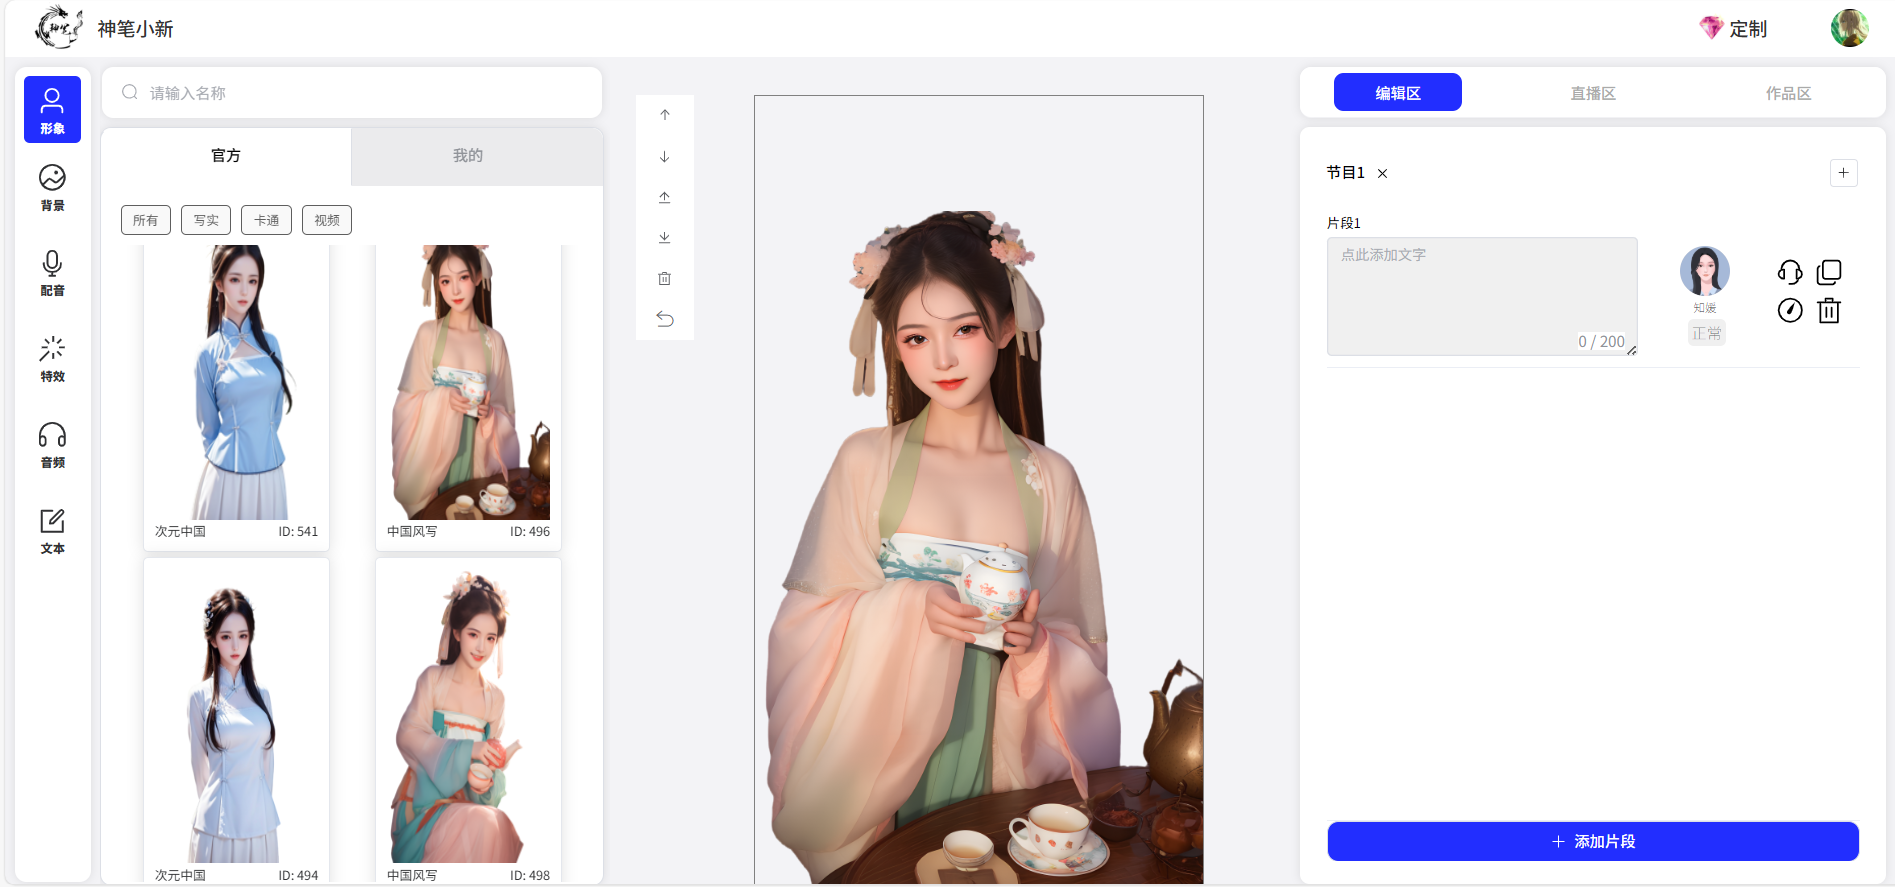 神笔
神笔小新
定制
形象
背景
配音
特效
音频
文本
请输入名称
官方
我的
所有
写实
卡通
视频
次元中国
ID: 541
中国风写
ID: 496
次元中国
ID: 494
中国风写
ID: 498
编辑区
直播区
作品区
节目1
片段1
点此添加文字
0 / 200
知媛
正常
添加片段